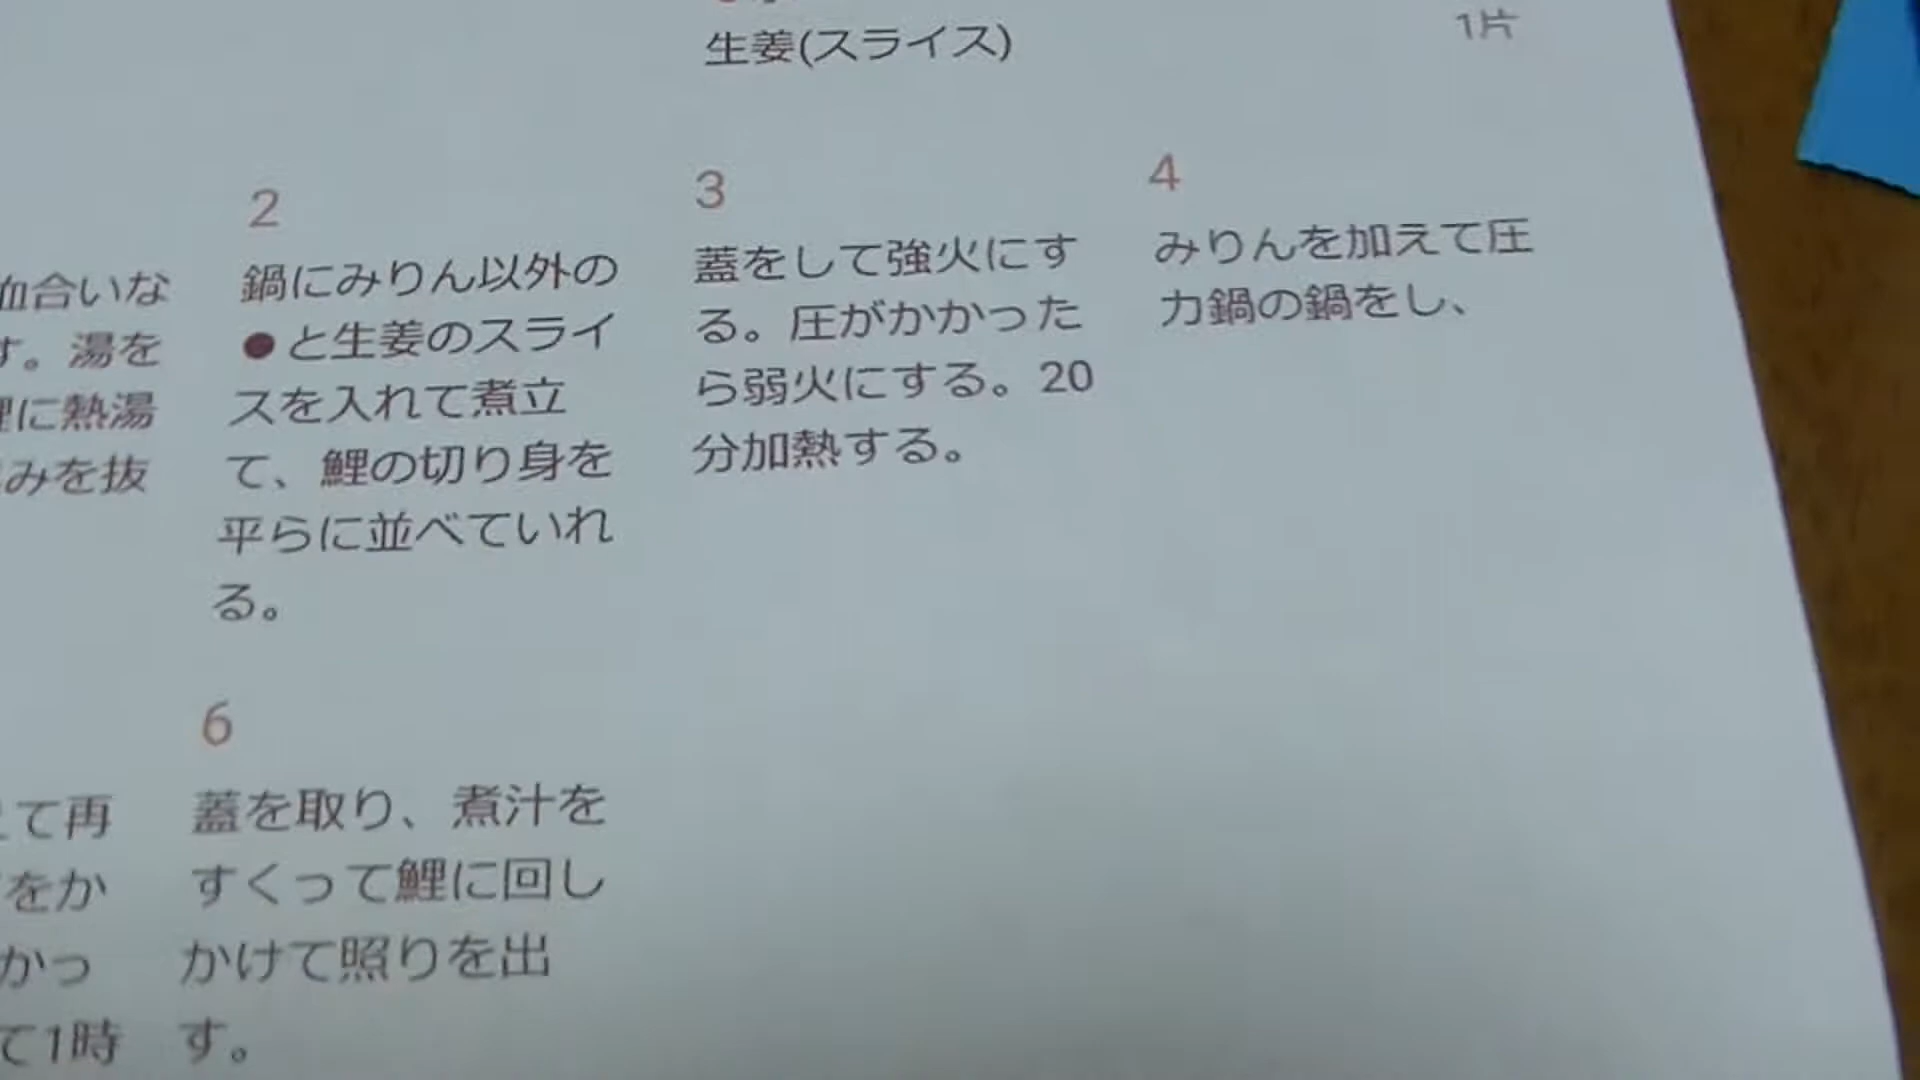 生姜(スライス)
1片
血合いな
す。湯を
に熱湯
みを抜
2
鍋にみりん以外の
●と生姜のスライ
スを入れて煮立
て、鯉の切り身を
平らに並べていれ
る。
3
蓋をして強火にす
る。圧がかかった
ら弱火にする。20
分加熱する。
4
みりんを加えて圧
力鍋の鍋をし、
て再
をか
かっ
て1時
6
蓋を取り、煮汁を
すくって鯉に回し
かけて照りを出
す。